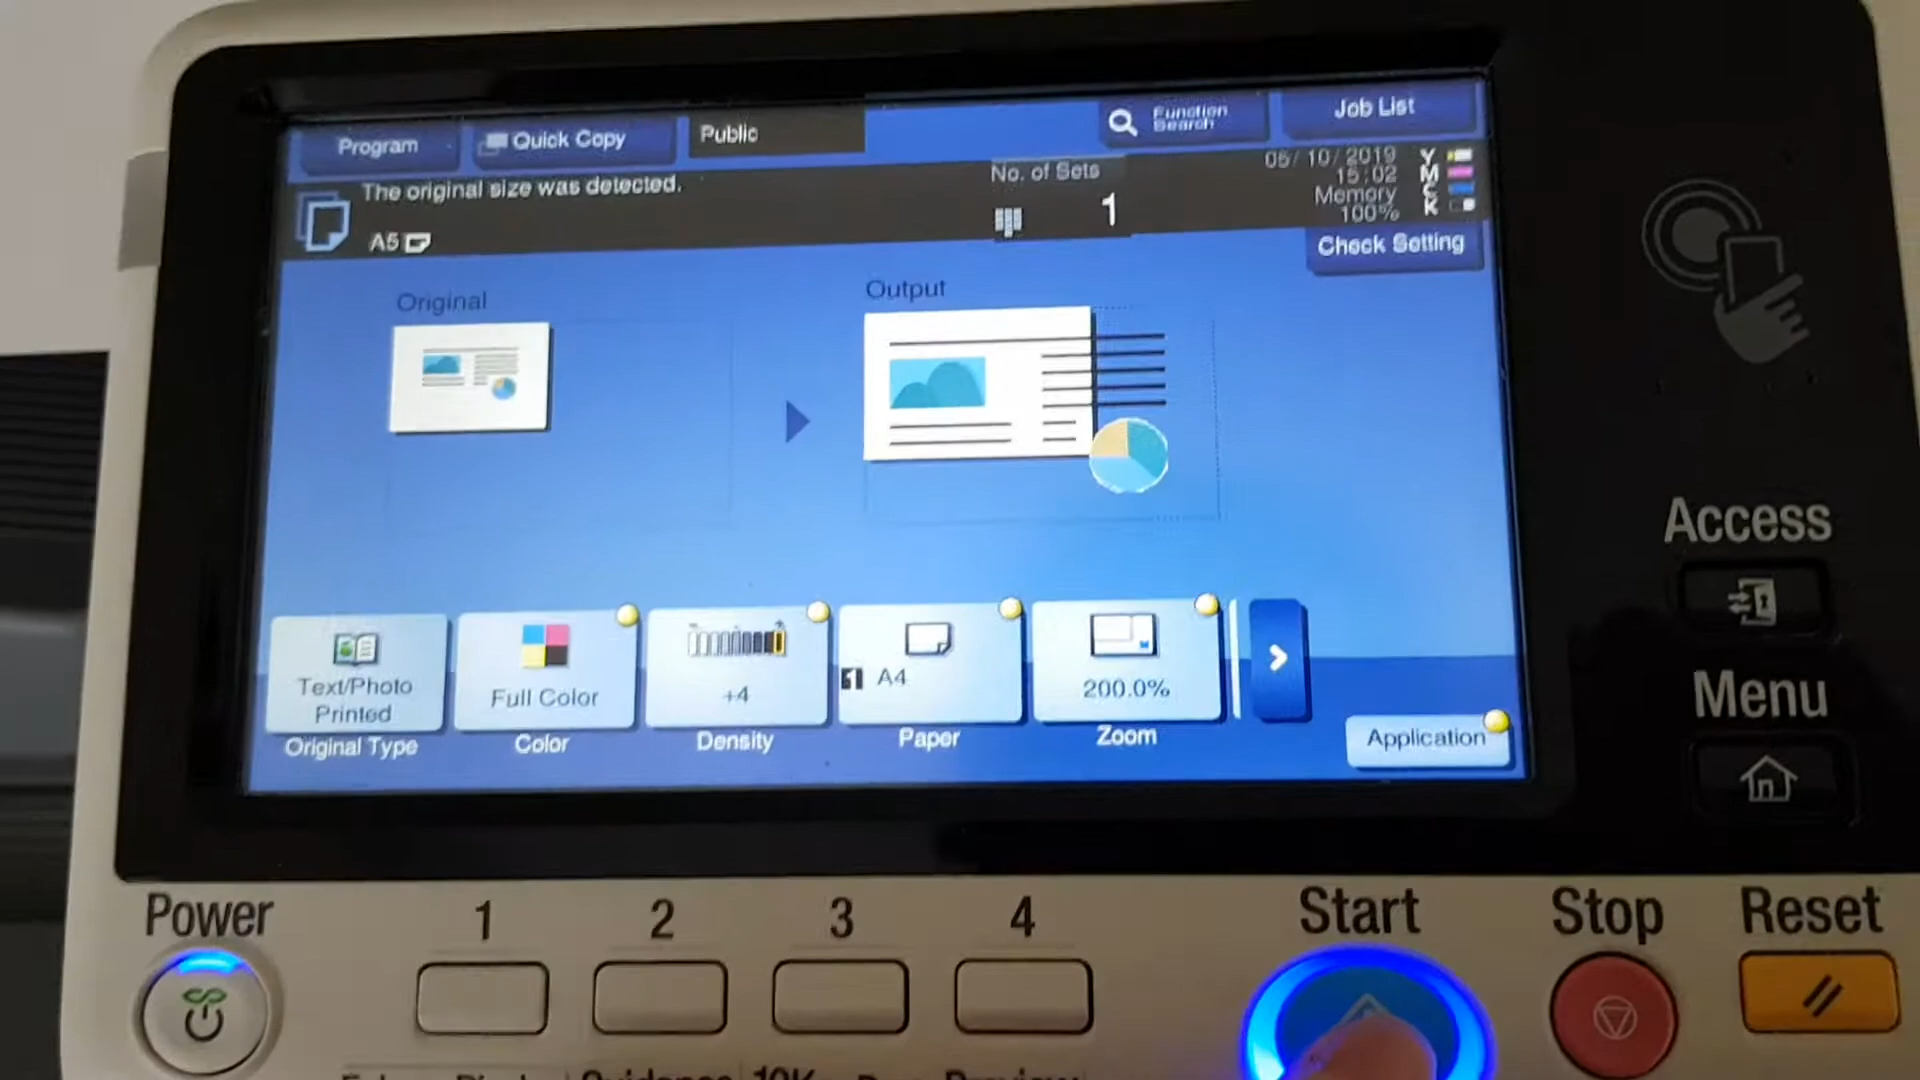 Program
Quick Copy
Public
Function
Search
Job List
The original size was detected.
No. of Sets
1
05/10/2019
15:02
Memory
100%
Y
M
C
K
A5
Check Setting
Original
Output
Text/Photo
Printed
Full Color
+4
1 A4
200.0%
Original Type
Color
Density
Paper
Zoom
Application
Access
Menu
Power
1
2
3
4
Start
Stop
Reset